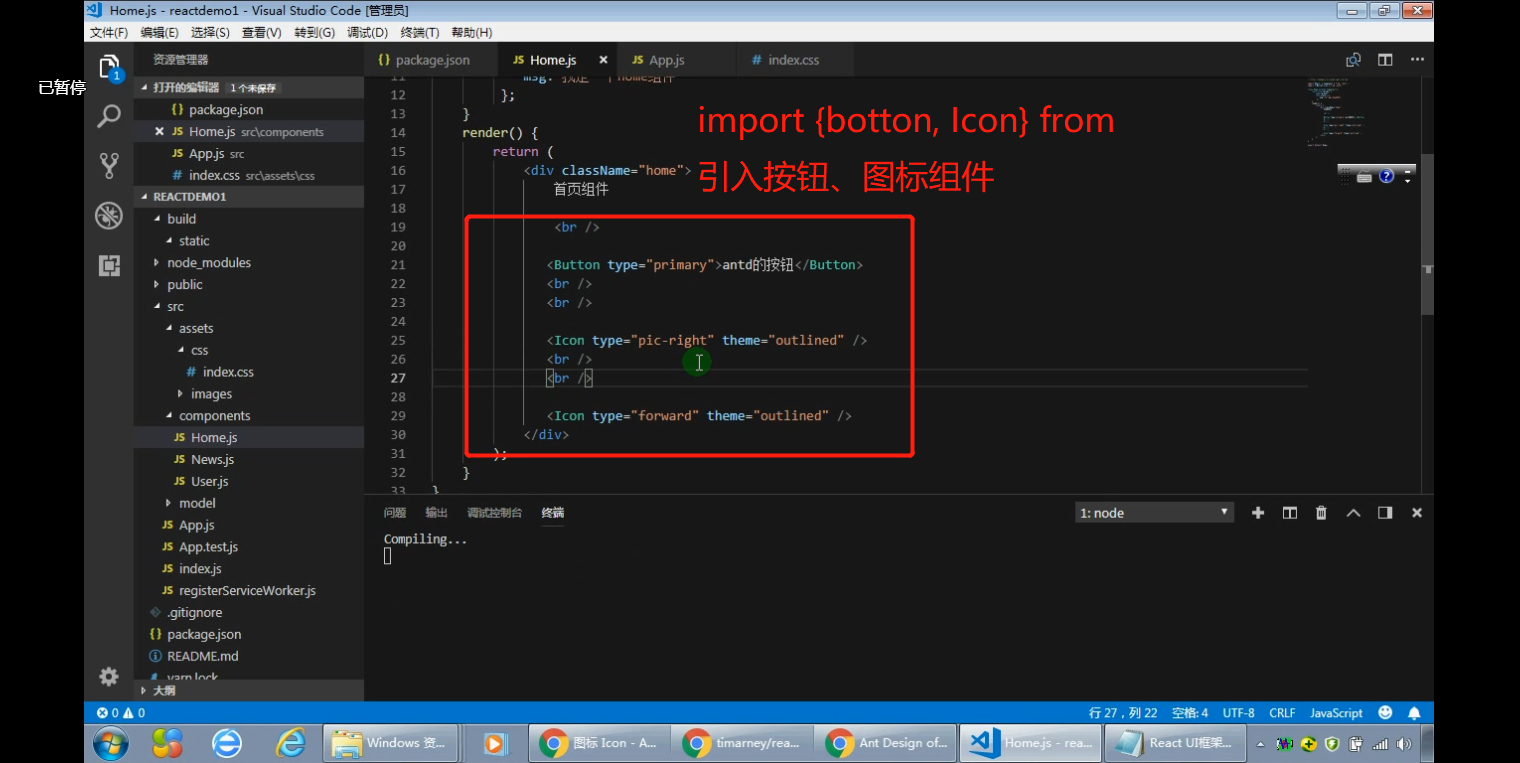 Home.js - reactdemo1 - Visual Studio Code [管理员]
文件(F) 编辑(E) 选择(S) 查看(V) 转到(G) 调试(D) 终端(T) 帮助(H)
已暂停
1
资源管理器
打开的编辑器 1 个未保存
{} package.json
× JS Home.js src\components
JS App.js src
# index.css src\assets\css
REACTDEMO1
build
static
node_modules
public
src
assets
css
# index.css
images
components
JS Home.js
JS News.js
JS User.js
model
JS App.js
JS App.test.js
JS index.js
JS registerServiceWorker.js
.gitignore
{} package.json
README.md
yarn.lock
大纲
{} package.json JS Home.js × JS App.js # index.css
11 msg: '我是一个home组件'
12 };
13 }
14 render() {
15 return (
16 <div className="home">
17 首页组件
18
19 <br />
20
21 <Button type="primary">antd的按钮</Button>
22 <br />
23 <br />
24
25 <Icon type="pic-right" theme="outlined" />
26 <br />
27 <br />
28
29 <Icon type="forward" theme="outlined" />
30 </div>
31 );
32 }
33 }
import {botton, Icon} from
引入按钮、图标组件
问题 输出 调试控制台 终端 1: node
Compiling...
0 0 行 27，列 22 空格: 4 UTF-8 CRLF JavaScript
Windows 资... 图标 Icon - A... timarney/rea... Ant Design of... Home.js - rea... React UI框架...